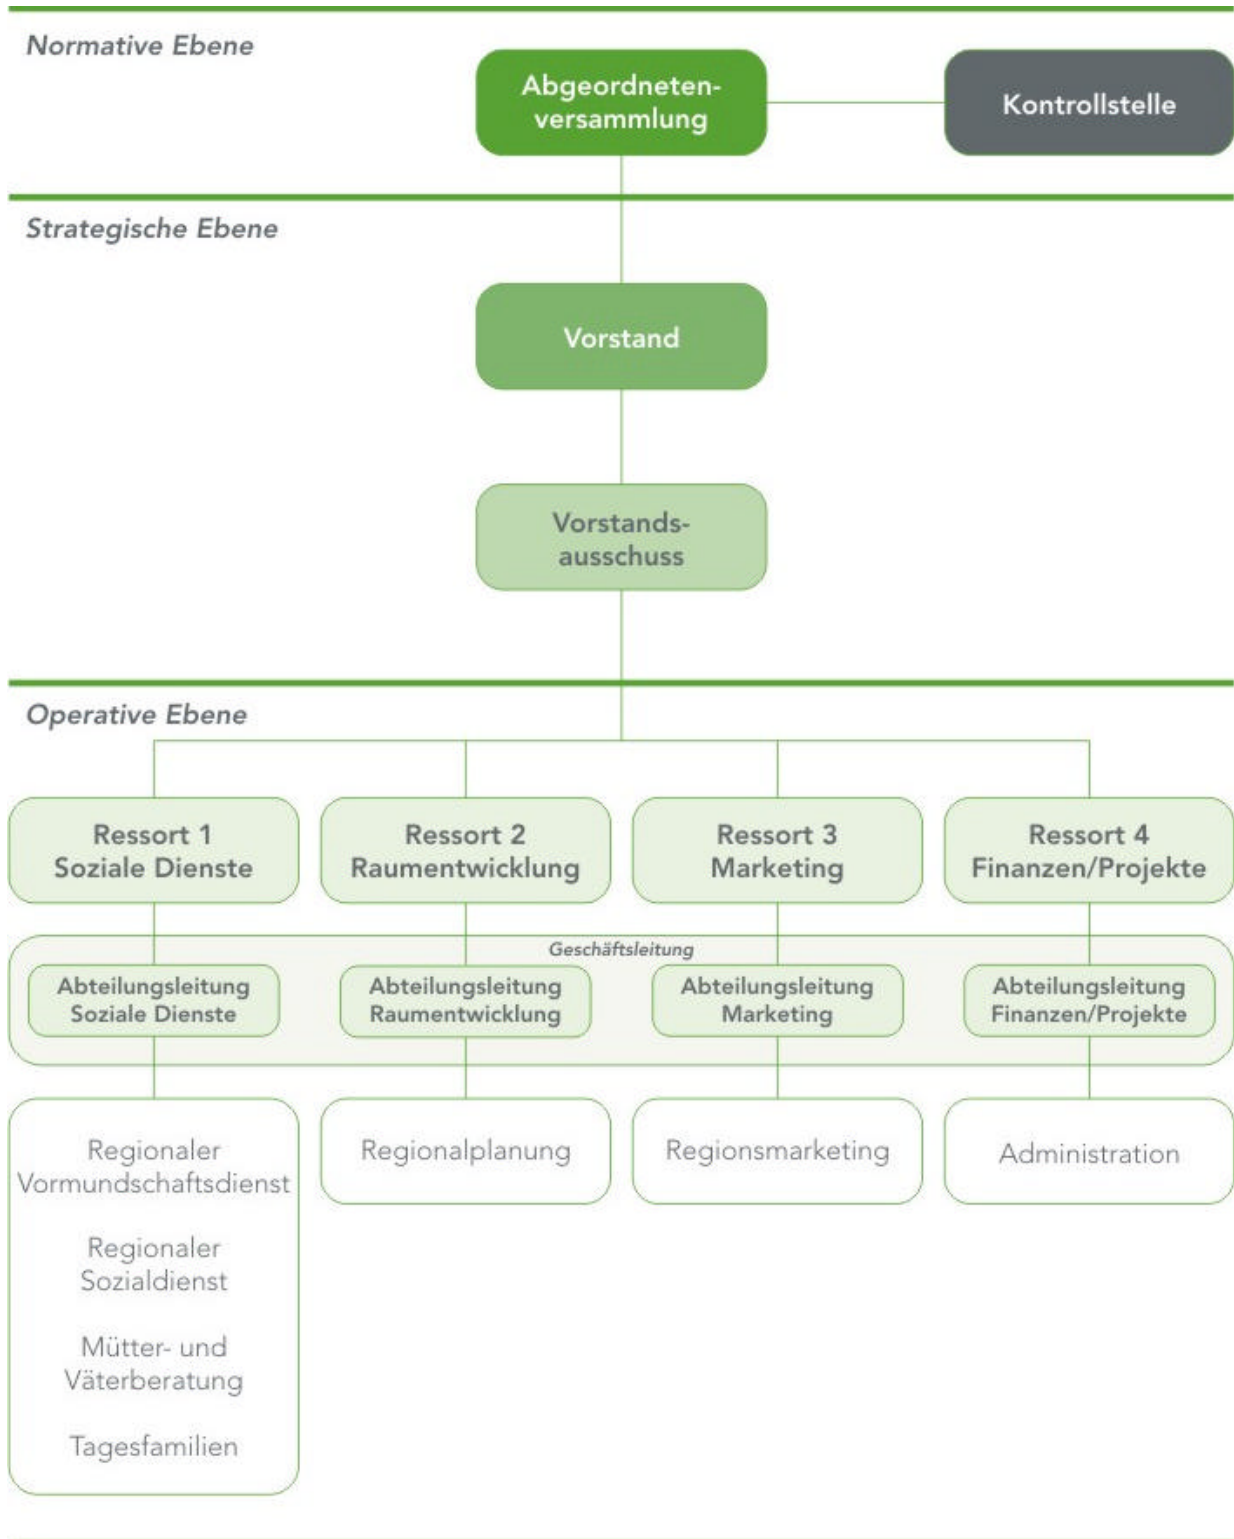 Normative Ebene
Abgeordneten-
versammlung
Kontrollstelle
Strategische Ebene
Vorstand
Vorstands-
ausschuss
Operative Ebene
Ressort 1
Soziale Dienste
Ressort 2
Raumentwicklung
Ressort 3
Marketing
Ressort 4
Finanzen/Projekte
Geschäftsleitung
Abteilungsleitung
Soziale Dienste
Abteilungsleitung
Raumentwicklung
Abteilungsleitung
Marketing
Abteilungsleitung
Finanzen/Projekte
Regionaler
Vormundschaftsdienst
Regionaler
Sozialdienst
Mütter- und
Väterberatung
Tagesfamilien
Regionalplanung
Regionsmarketing
Administration